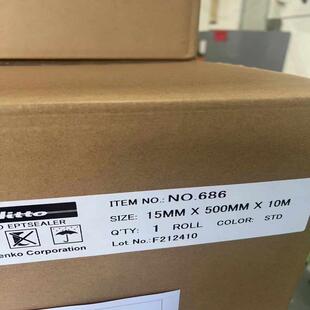 Nitto
EPTSEALER
enko Corporation
ITEM NO.: NO.686
SIZE: 15MM X 500MM X 10M
Q'TY: 1 ROLL COLOR: STD
Lot No.: F212410